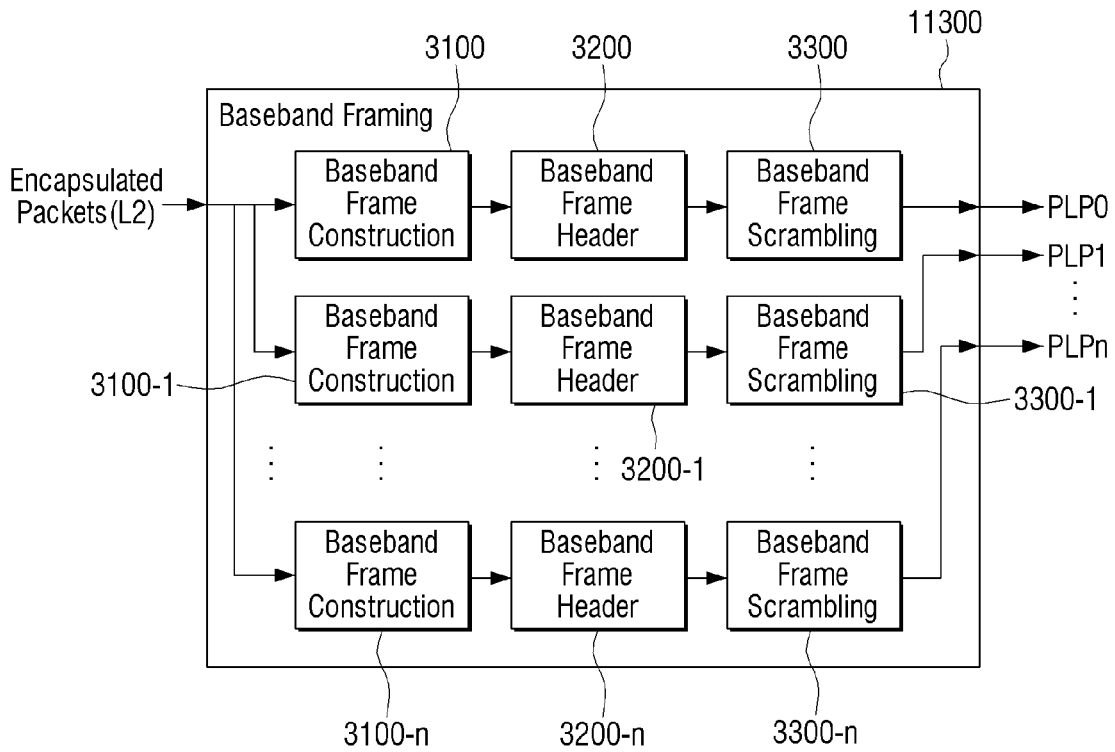 3100
3200
3300
11300
Baseband Framing
Encapsulated
Packets(L2)
Baseband
Frame
Construction
Baseband
Frame
Header
Baseband
Frame
Scrambling
PLP0
PLP1
PLPn
Baseband
Frame
Construction
Baseband
Frame
Header
Baseband
Frame
Scrambling
3100-1
3200-1
3300-1
Baseband
Frame
Construction
Baseband
Frame
Header
Baseband
Frame
Scrambling
3100-n
3200-n
3300-n